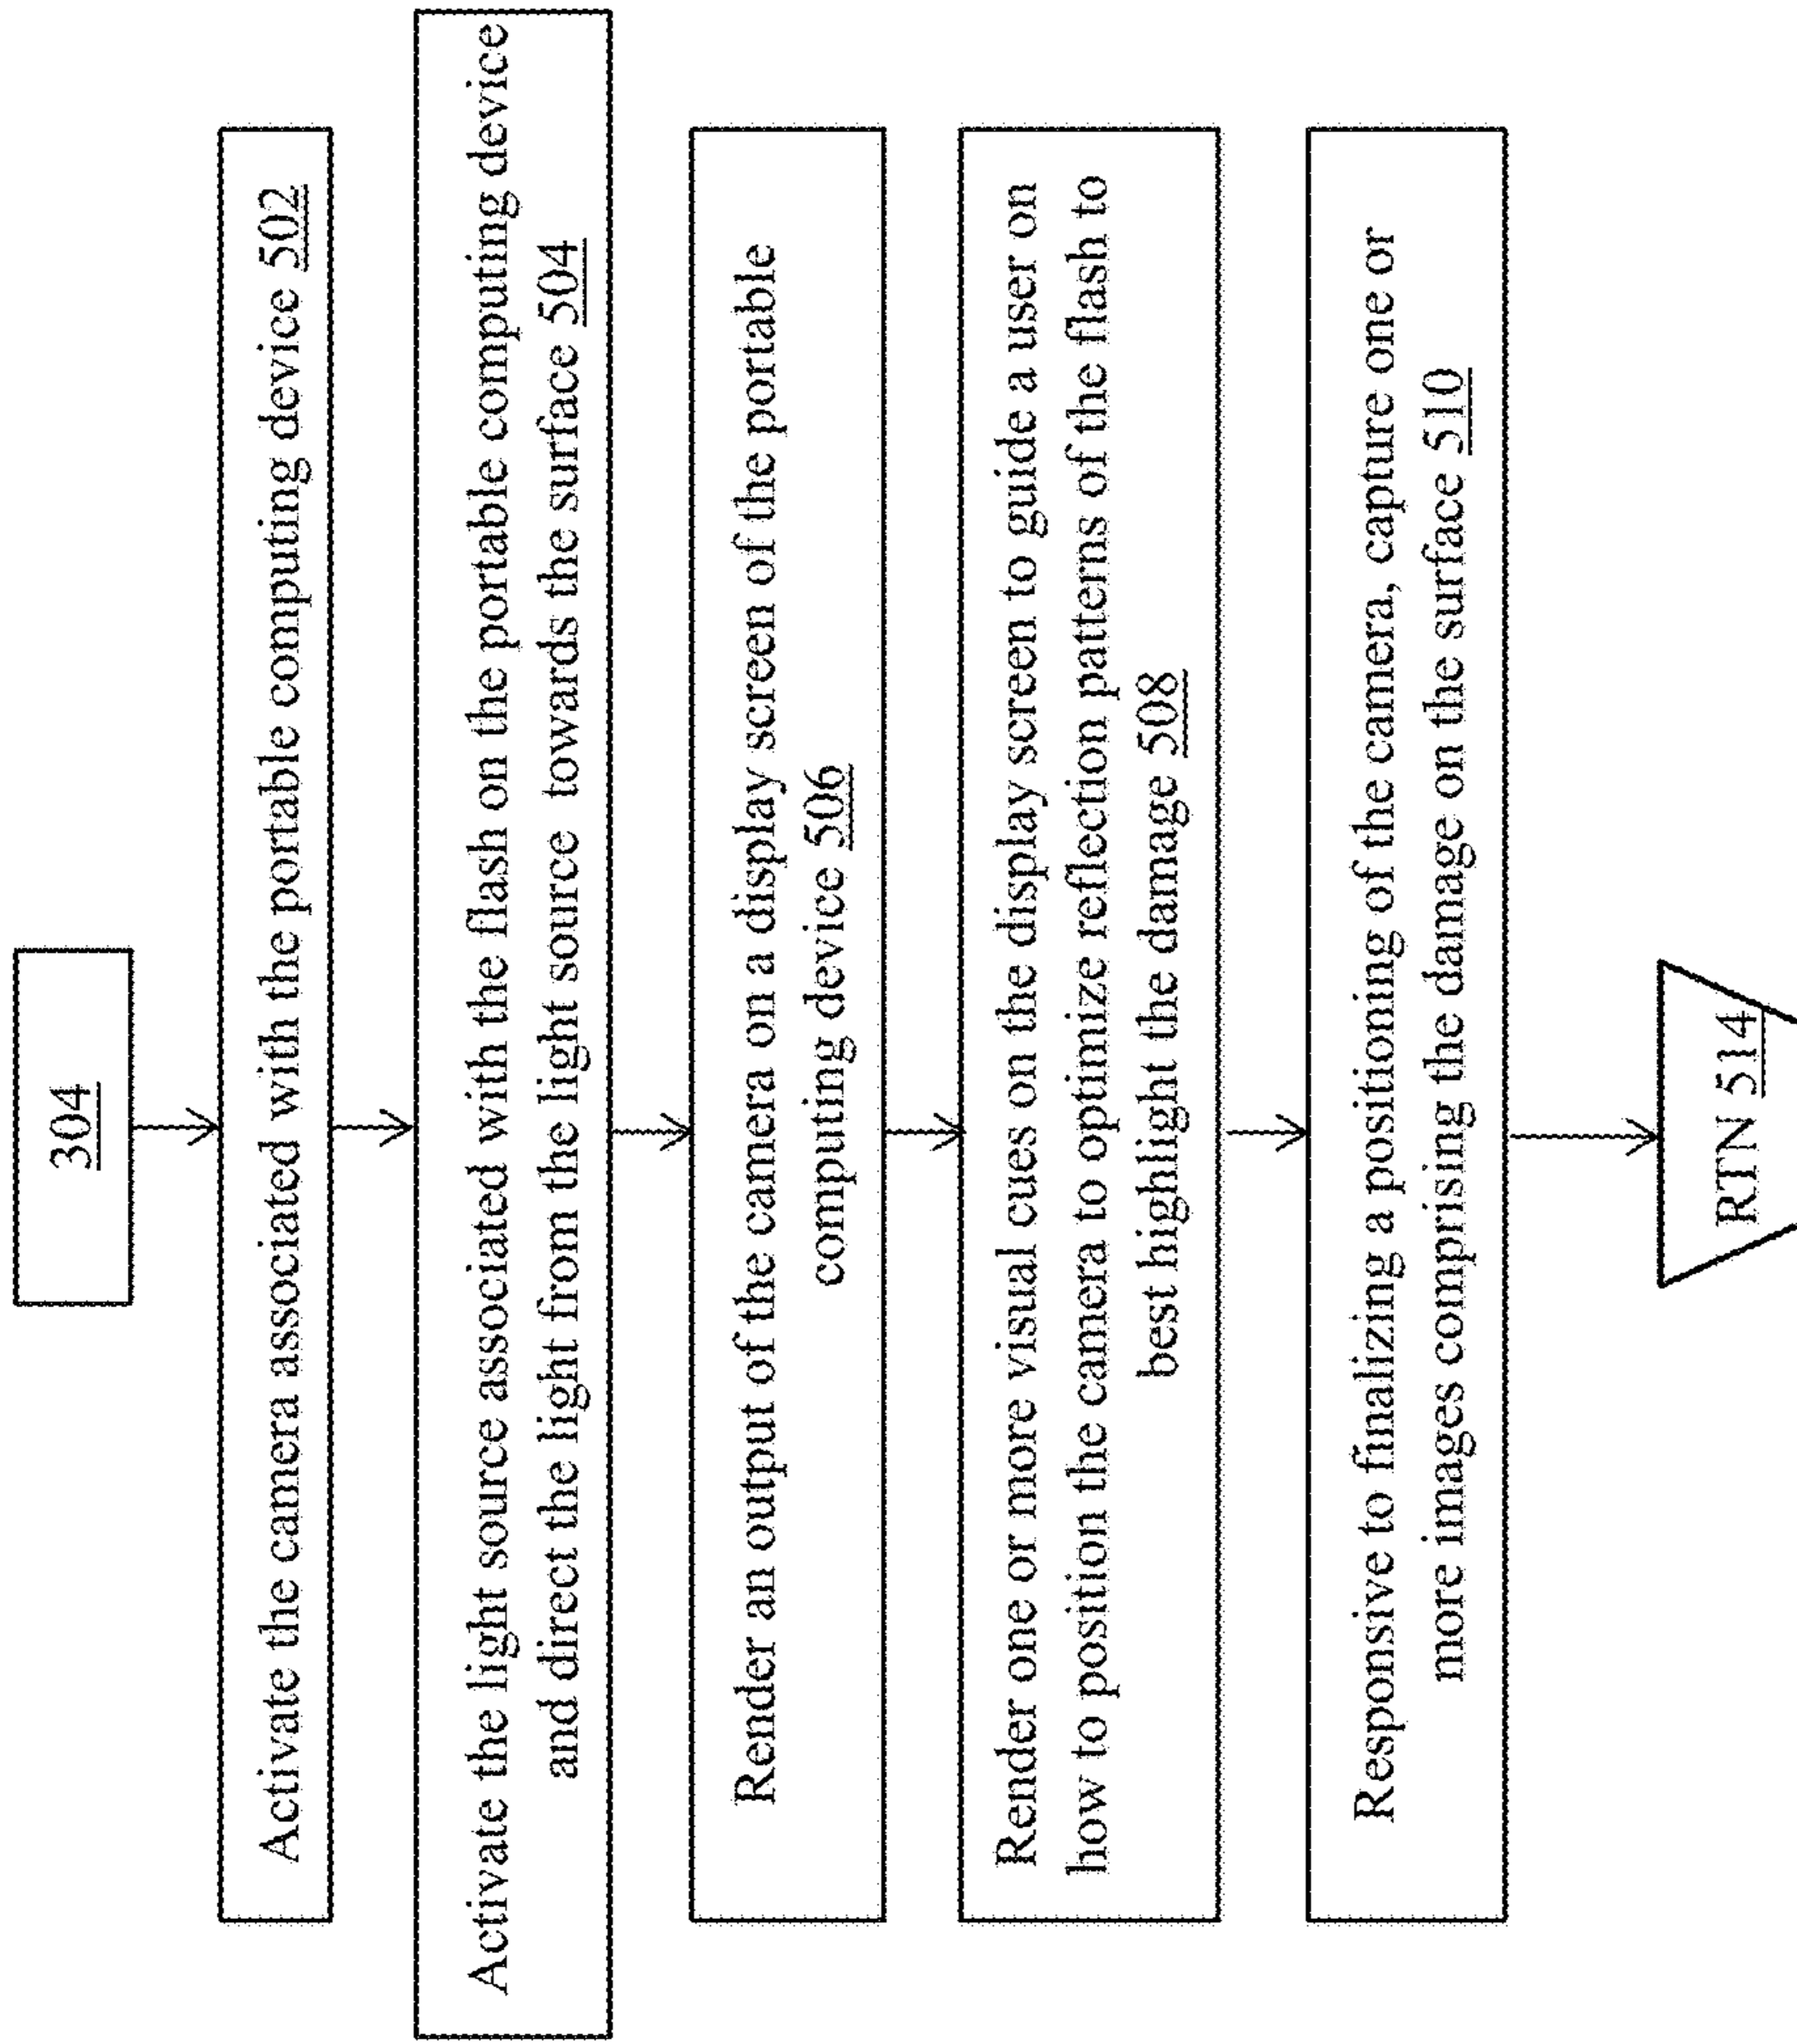 304
Activate the camera associated with the portable computing device 502
Activate the light source associated with the flash on the portable computing device
and direct the light from the light source towards the surface 504
Render an output of the camera on a display screen of the portable
computing device 506
Render one or more visual cues on the display screen to guide a user on
how to position the camera to optimize reflection patterns of the flash to
best highlight the damage 508
Responsive to finalizing a positioning of the camera, capture one or
more images comprising the damage on the surface 510
RTN 514